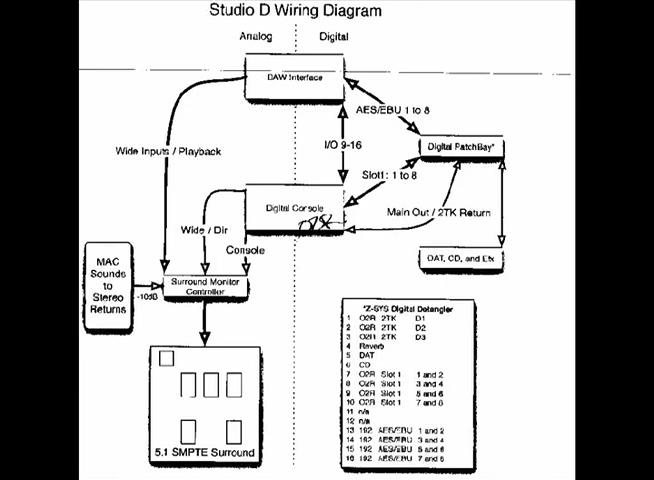 Studio D Wiring Diagram
Analog Digital
DAW Interface
AES/EBU 1 to 8
I/O 9-16
Digital PatchBay*
Wide Inputs / Playback
Slot1: 1 to 8
Digital Console
Main Out / 2TK Return
Wide / Dir
Console
DAT, CD, and Efx
MAC
Sounds
to
Stereo
Returns
-10dB
Surround Monitor
Controller
5.1 SMPTE Surround
*Z-SYS Digital Detangler
1 O2R 2TK D1
2 O2R 2TK D2
3 O2R 2TK D3
4 Reverb
5 DAT
6 CD
7 O2R Slot 1 1 and 2
8 O2R Slot 1 3 and 4
9 O2R Slot 1 5 and 6
10 O2R Slot 1 7 and 8
11 n/a
12 n/a
13 192 AES/EBU 1 and 2
14 192 AES/EBU 3 and 4
15 192 AES/EBU 5 and 6
16 192 AES/EBU 7 and 8